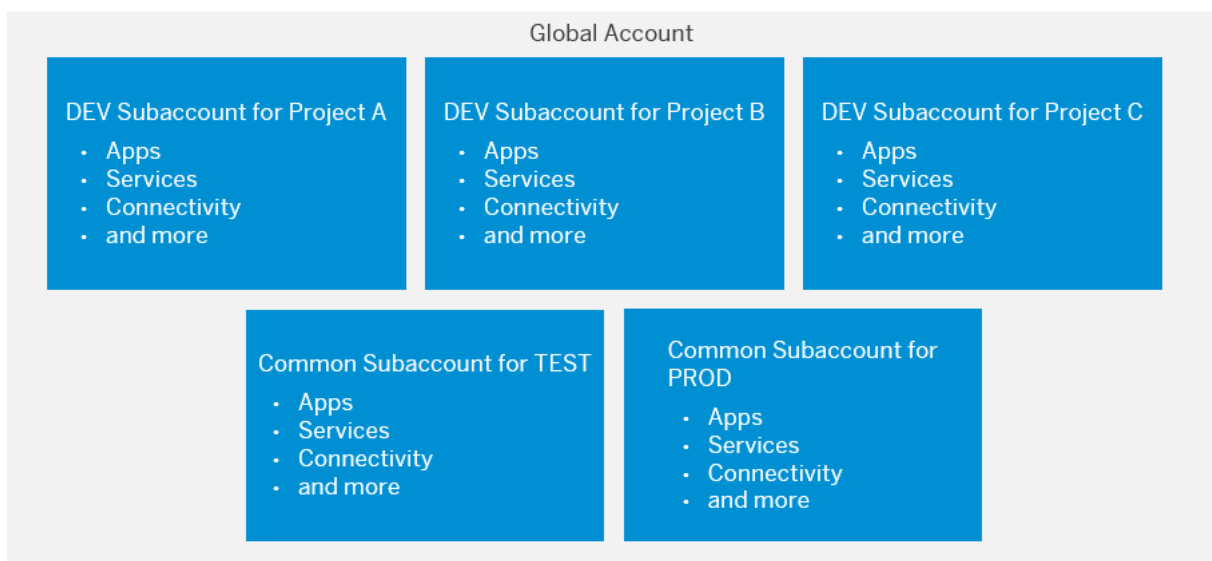 Global Account
DEV Subaccount for Project A
• Apps
• Services
• Connectivity
• and more
DEV Subaccount for Project B
• Apps
• Services
• Connectivity
• and more
DEV Subaccount for Project C
• Apps
• Services
• Connectivity
• and more
Common Subaccount for TEST
• Apps
• Services
• Connectivity
• and more
Common Subaccount for
PROD
• Apps
• Services
• Connectivity
• and more